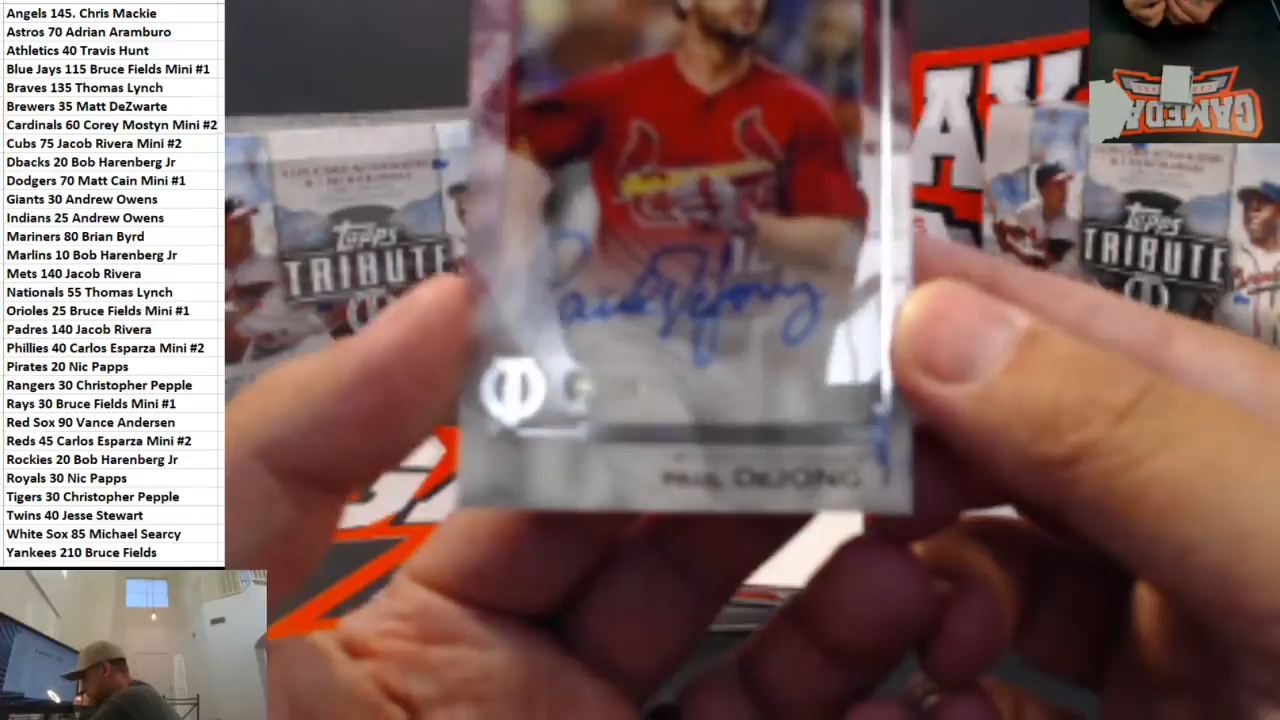 Angels 145. Chris Mackie
Astros 70 Adrian Aramburo
Athletics 40 Travis Hunt
Blue Jays 115 Bruce Fields Mini #1
Braves 135 Thomas Lynch
Brewers 35 Matt DeZwarte
Cardinals 60 Corey Mostyn Mini #2
Cubs 75 Jacob Rivera Mini #2
Dbacks 20 Bob Harenberg Jr
Dodgers 70 Matt Cain Mini #1
Giants 30 Andrew Owens
Indians 25 Andrew Owens
Mariners 80 Brian Byrd
Marlins 10 Bob Harenberg Jr
Mets 140 Jacob Rivera
Nationals 55 Thomas Lynch
Orioles 25 Bruce Fields Mini #1
Padres 140 Jacob Rivera
Phillies 40 Carlos Esparza Mini #2
Pirates 20 Nic Papps
Rangers 30 Christopher Pepple
Rays 30 Bruce Fields Mini #1
Red Sox 90 Vance Andersen
Reds 45 Carlos Esparza Mini #2
Rockies 20 Bob Harenberg Jr
Royals 30 Nic Papps
Tigers 30 Christopher Pepple
Twins 40 Jesse Stewart
White Sox 85 Michael Searcy
Yankees 210 Bruce Fields
Topps
TRIBUTE
Paul DeJong
PAUL DEJONG
Topps
TRIBUTE
GAMEDA